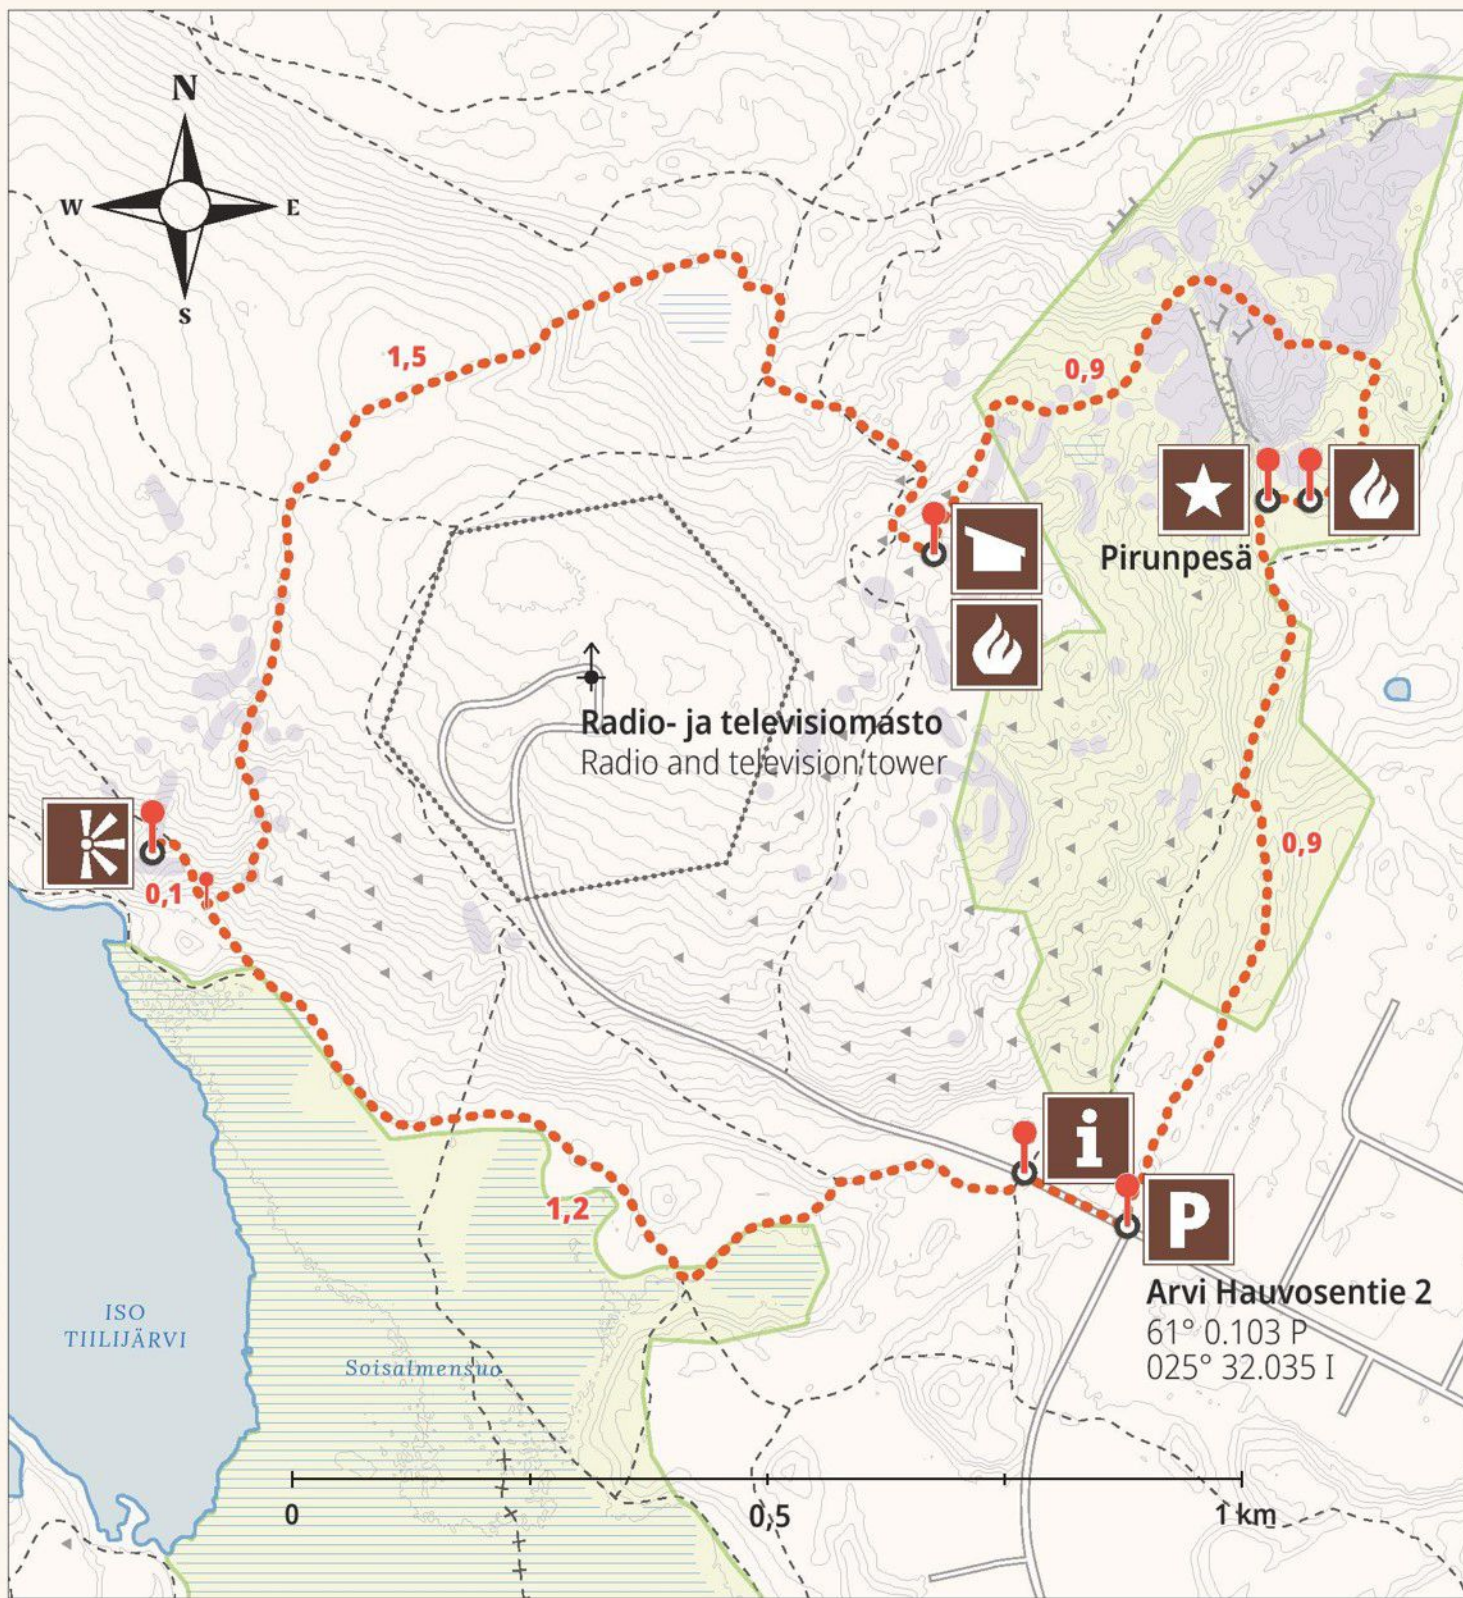 N
W E
S
1,5
0,9
Pirunpesä
Radio- ja televisiomasto
Radio and television tower
0,1
0,9
i
1,2
P
Arvi Hauvosentie 2
61° 0.103 P
025° 32.035 I
ISO
TIILIJÄRVI
Soisalmensuo
0 0,5 1 km